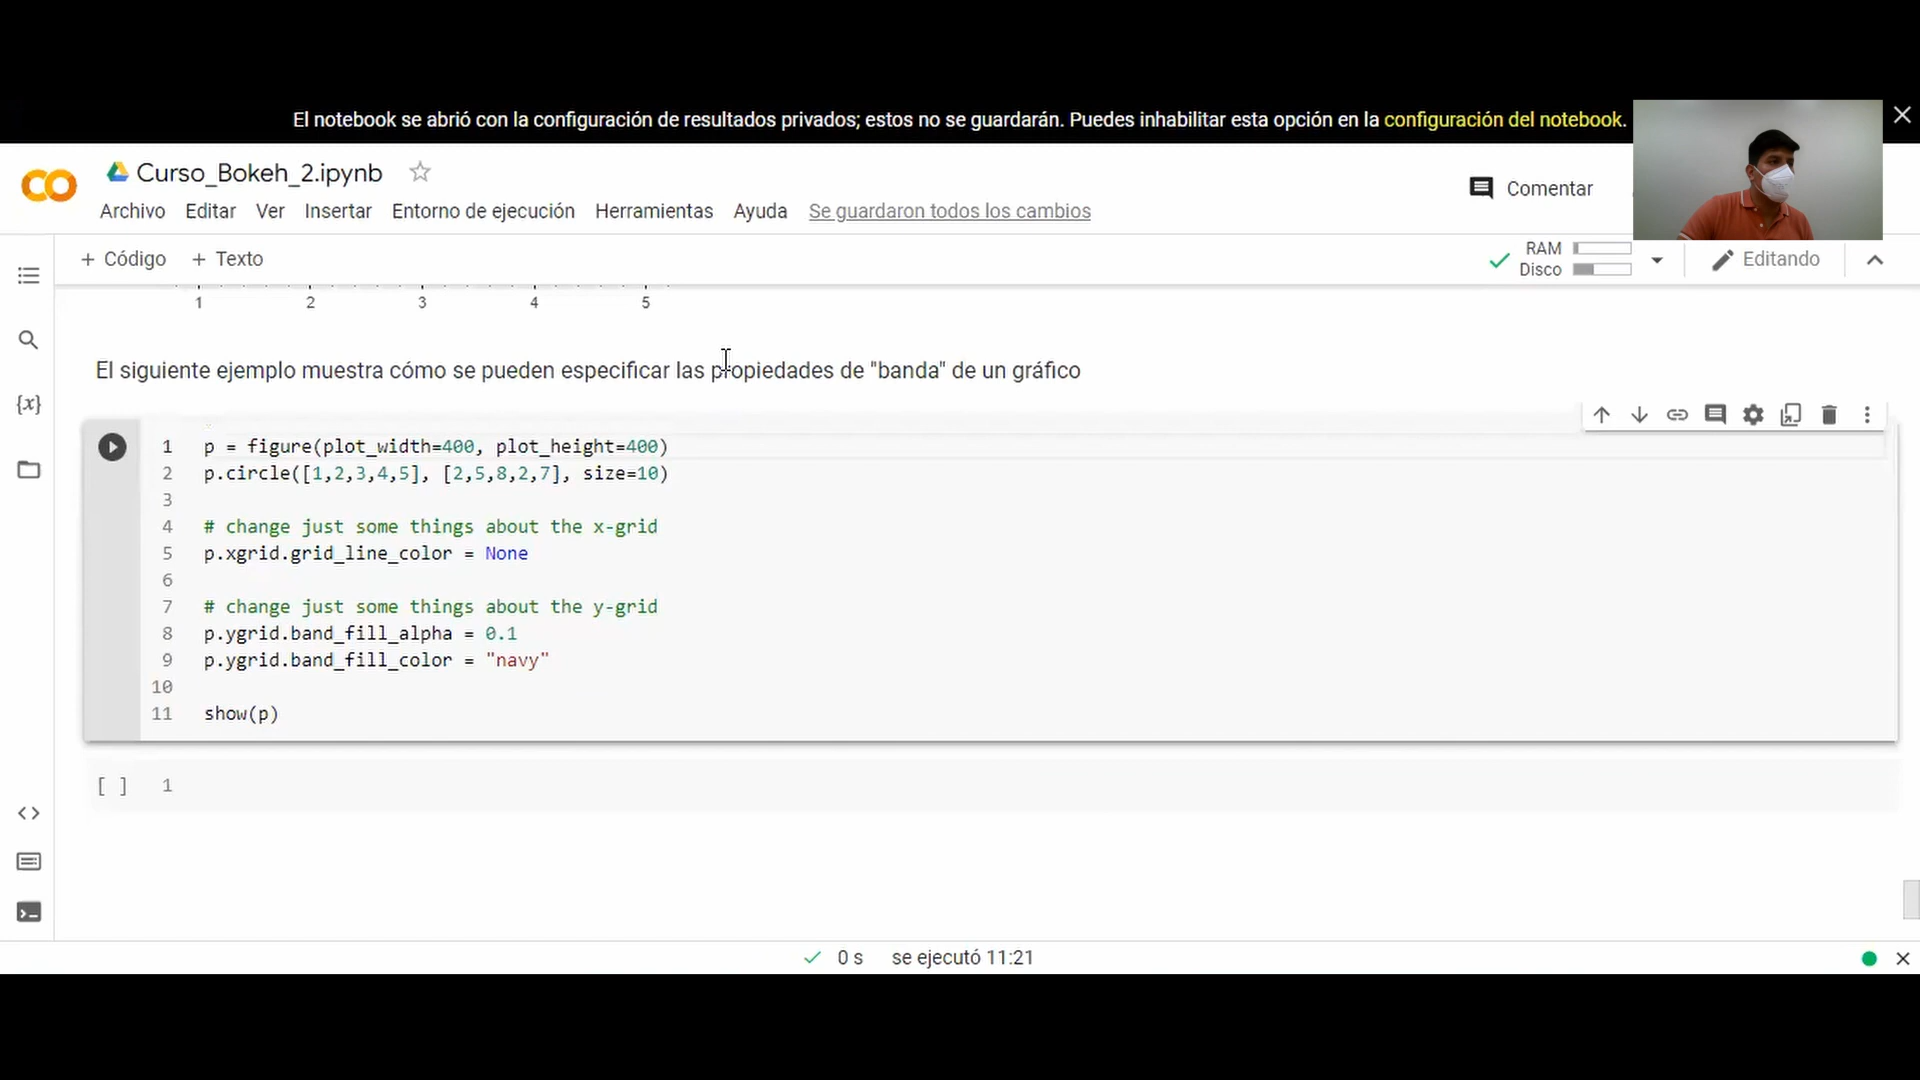 El notebook se abrió con la configuración de resultados privados; estos no se guardarán. Puedes inhabilitar esta opción en la configuración del notebook.
Curso_Bokeh_2.ipynb
Comentar
Archivo Editar Ver Insertar Entorno de ejecución Herramientas Ayuda Se guardaron todos los cambios
+ Código + Texto
RAM
Disco
Editando
1 2 3 4 5
El siguiente ejemplo muestra cómo se pueden especificar las propiedades de "banda" de un gráfico
1 p = figure(plot_width=400, plot_height=400)
2 p.circle([1,2,3,4,5], [2,5,8,2,7], size=10)
3
4 # change just some things about the x-grid
5 p.xgrid.grid_line_color = None
6
7 # change just some things about the y-grid
8 p.ygrid.band_fill_alpha = 0.1
9 p.ygrid.band_fill_color = "navy"
10
11 show(p)
[ ] 1
0 s se ejecutó 11:21